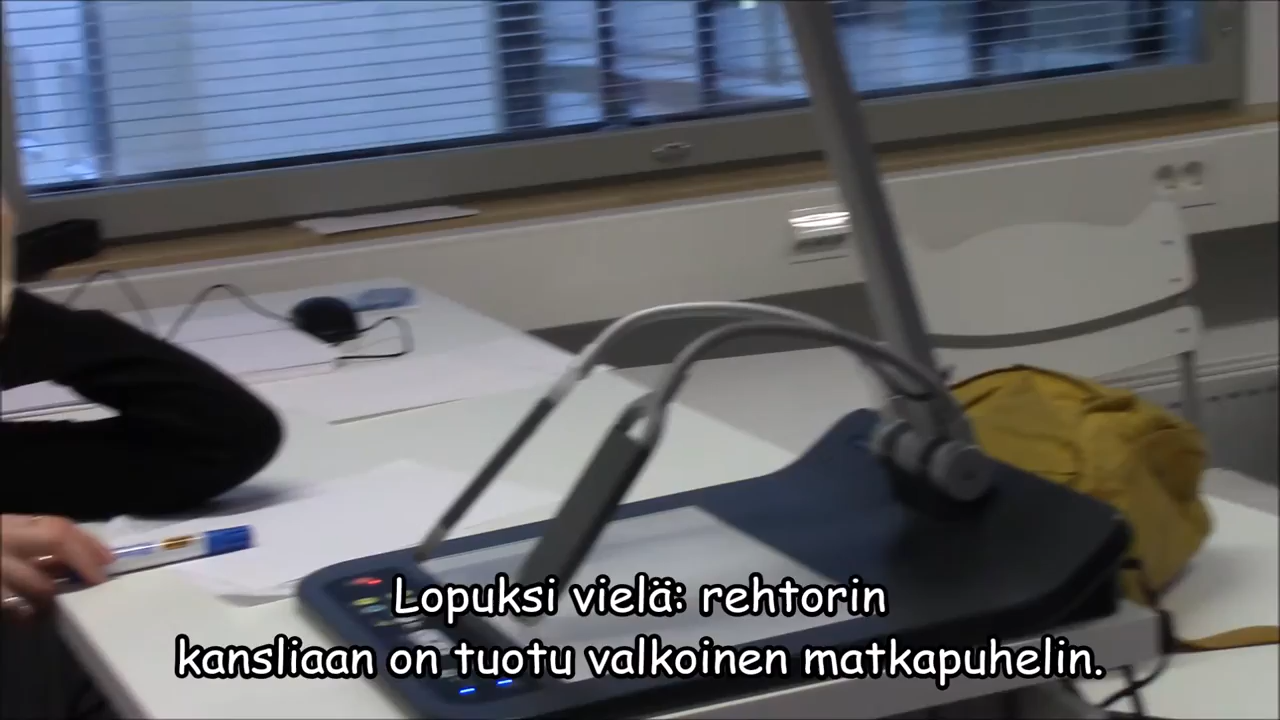 Lopuksi vielä: rehtorin
kansliaan on tuotu valkoinen matkapuhelin.